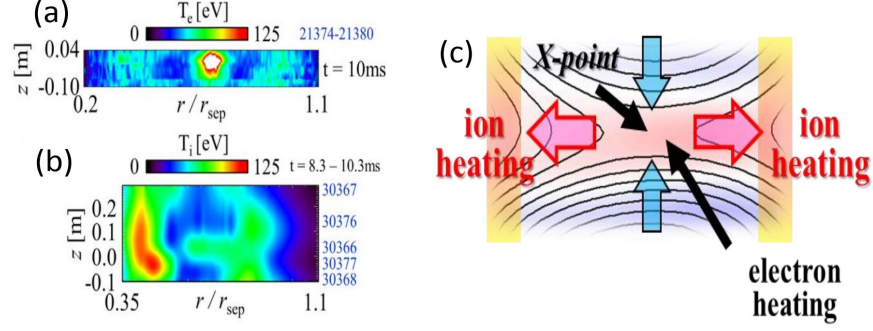 (a)
T_e [eV]
0 125
21374-21380
0.04
z [m]
-0.10
t = 10ms
0.2 r / r_sep 1.1
(b)
T_i [eV]
0 125
t = 8.3 – 10.3ms
30367
0.2
30376
0.1
z [m]
30366
0.0
30377
-0.1
30368
0.35 r / r_sep 1.1
(c)
X-point
ion
heating
ion
heating
electron
heating